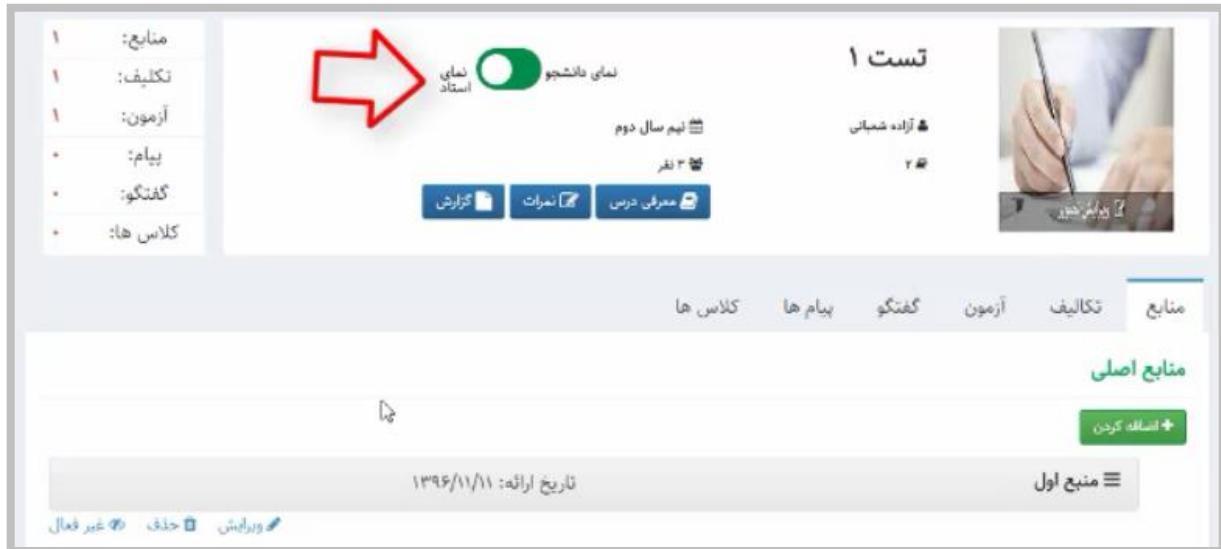 تست ۱
آزاده شعبانی
۲
ویرایش تصویر
نمای دانشجو
نمای استاد
نیم سال دوم
۳ نفر
معرفی درس
نمرات
گزارش
منابع: ۱
تکلیف: ۱
آزمون: ۱
پیام: ۰
گفتگو: ۰
کلاس ها: ۰
منابع تکالیف آزمون گفتگو پیام ها کلاس ها
منابع اصلی
+ اضافه کردن
منبع اول تاریخ ارائه: ۱۳۹۶/۱۱/۱۱
ویرایش حذف غیر فعال